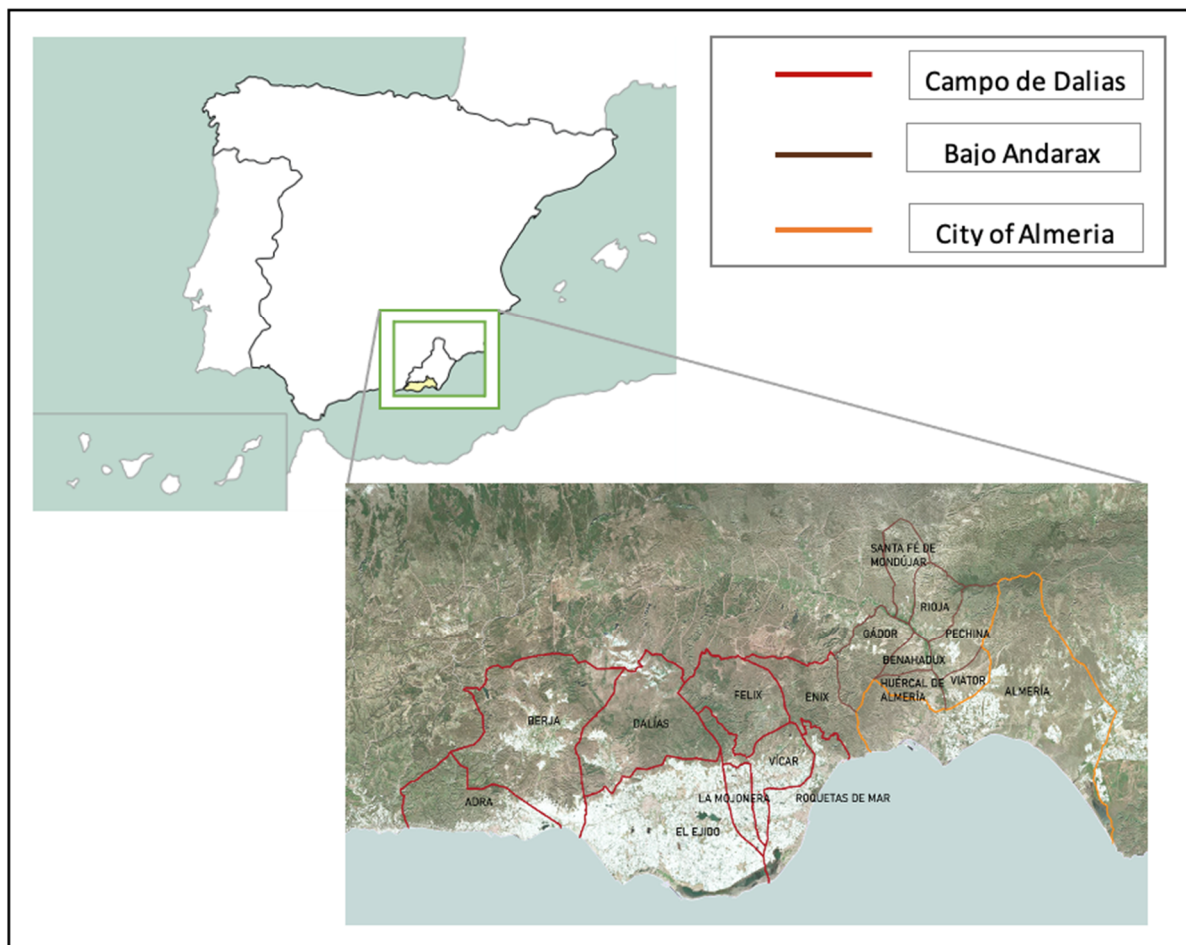 Campo de Dalias
Bajo Andarax
City of Almeria
SANTA FÉ DE
MONDÚJAR
RIOJA
GÁDOR
PECHINA
BENAHADUX
HUÉRCAL DE
ALMERÍA
VIATOR
ALMERÍA
FELIX
ENIX
BERJA
DALÍAS
VÍCAR
ADRA
LA MOJONERA
ROQUETAS DE MAR
EL EJIDO